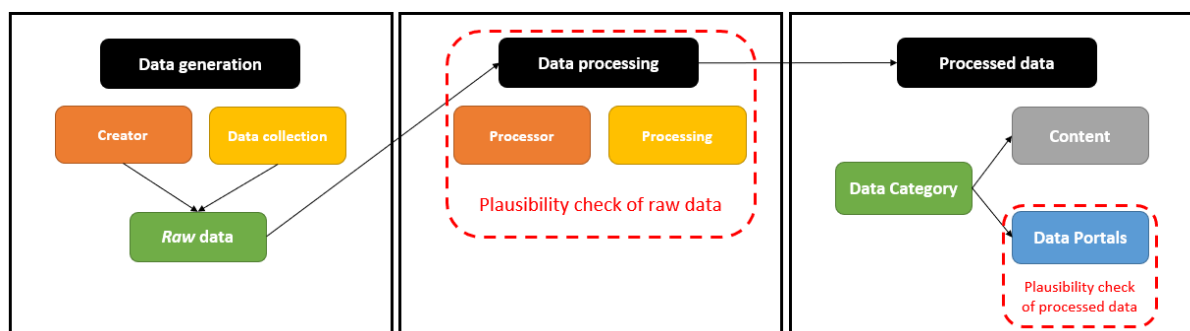 Data generation
Creator
Data collection
Raw data
Data processing
Processor
Processing
Plausibility check of raw data
Processed data
Content
Data Category
Data Portals
Plausibility check
of processed data